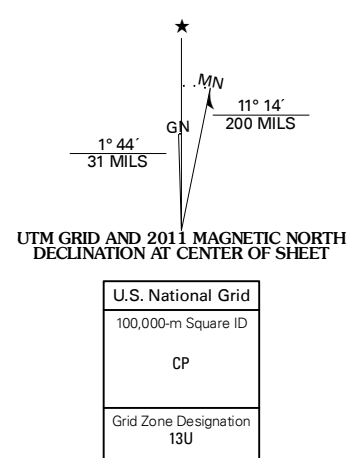 ★
MN
11° 14´
200 MILS
GN
1° 44´
31 MILS
UTM GRID AND 2011 MAGNETIC NORTH
DECLINATION AT CENTER OF SHEET
U.S. National Grid
100,000-m Square ID
CP
Grid Zone Designation
13U